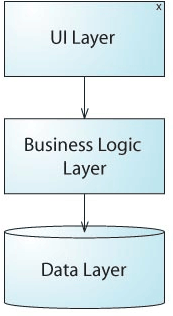 x
UI Layer
Business Logic
Layer
Data Layer